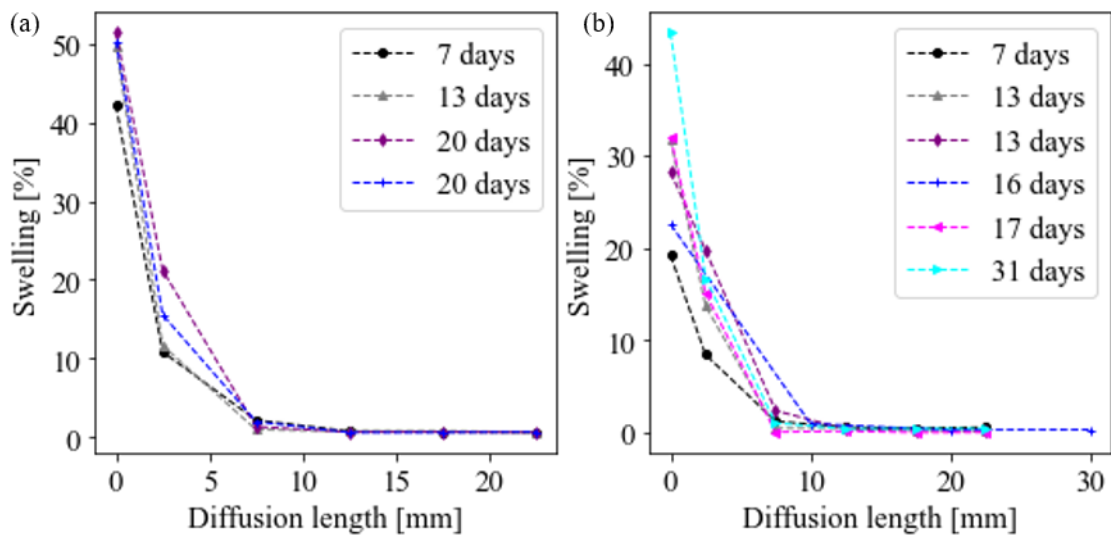 (a)
Swelling [%]
50
40
30
20
10
0
7 days
13 days
20 days
20 days
0 5 10 15 20
Diffusion length [mm]
(b)
Swelling [%]
40
30
20
10
0
7 days
13 days
13 days
16 days
17 days
31 days
0 10 20 30
Diffusion length [mm]